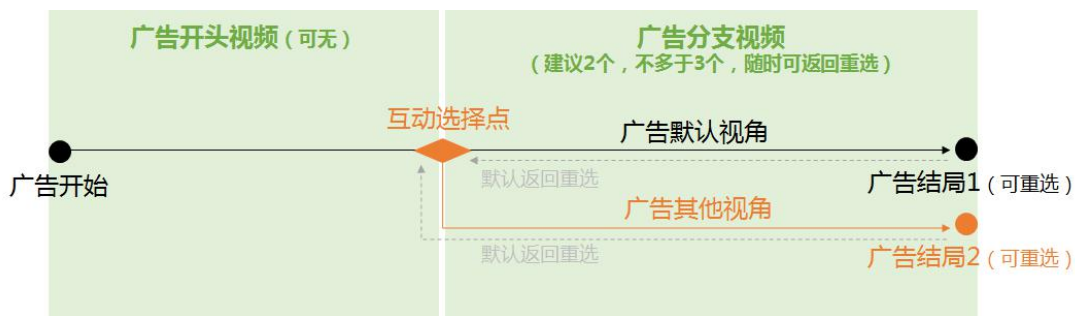 广告开头视频（可无）
广告分支视频
（建议2个，不多于3个，随时可返回重选）
互动选择点
广告默认视角
广告开始
默认返回重选
广告结局1（可重选）
广告其他视角
默认返回重选
广告结局2（可重选）